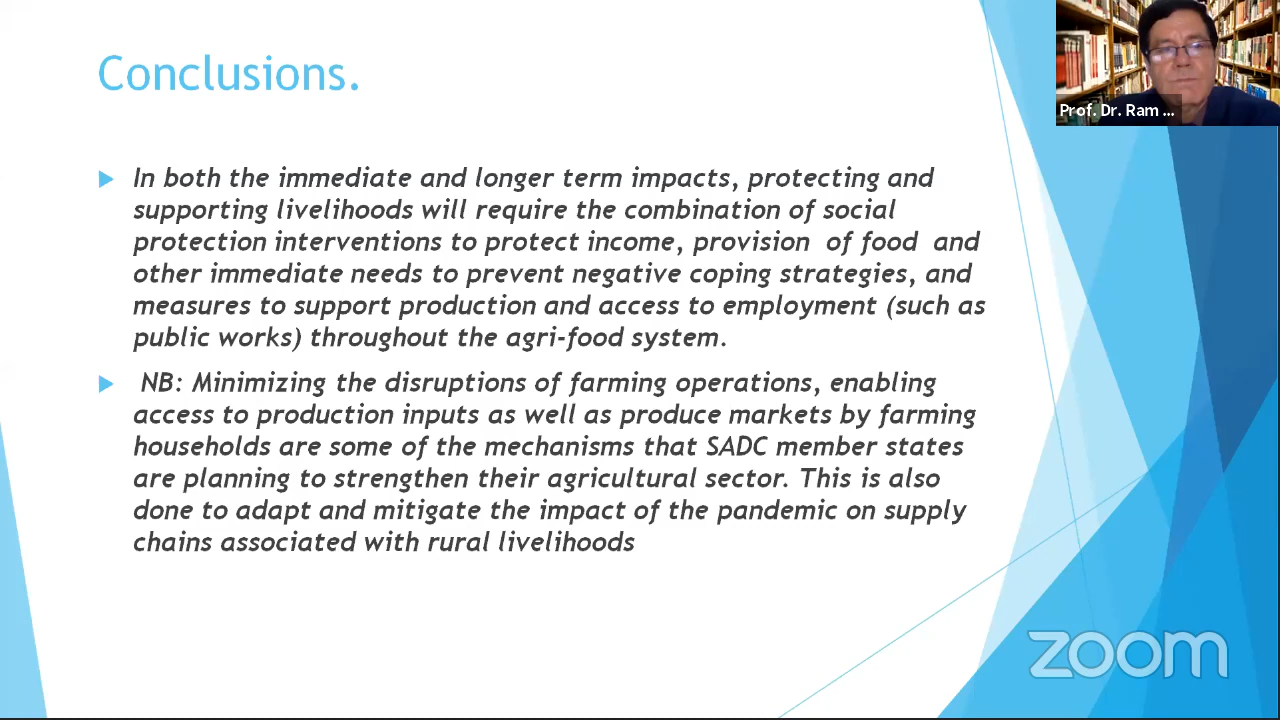 Conclusions.
Prof. Dr. Ram ...
In both the immediate and longer term impacts, protecting and
supporting livelihoods will require the combination of social
protection interventions to protect income, provision of food and
other immediate needs to prevent negative coping strategies, and
measures to support production and access to employment (such as
public works) throughout the agri-food system.
NB: Minimizing the disruptions of farming operations, enabling
access to production inputs as well as produce markets by farming
households are some of the mechanisms that SADC member states
are planning to strengthen their agricultural sector. This is also
done to adapt and mitigate the impact of the pandemic on supply
chains associated with rural livelihoods
zoom